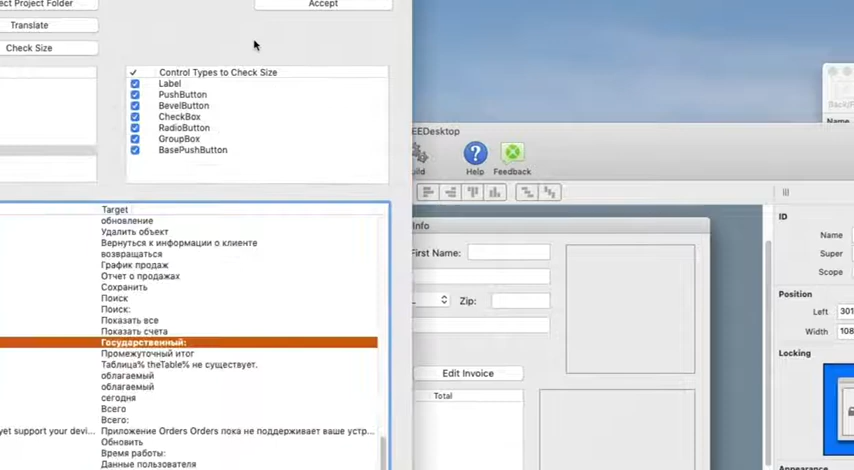 ect Project Folder
Accept
Translate
Check Size
Control Types to Check Size
Label
PushButton
BevelButton
CheckBox
RadioButton
GroupBox
BasePushButton
Target
обновление
Удалить объект
Вернуться к информации о клиенте
возвращаться
График продаж
Отчет о продажах
Сохранить
Поиск
Поиск:
Показать все
Показать счета
Государственный:
Промежуточный итог
Таблица% theTable% не существует.
облагаемый
облагаемый
сегодня
Всего
Всего:
yet support your devi... Приложение Orders Orders пока не поддерживает ваше устр...
Обновить
Время работы:
Данные пользователя
EEDesktop
uild
Help
Feedback
Info
First Name:
Zip:
Edit Invoice
Total
Name
ID
Name
Super
Scope
Position
Left 301
Width 108
Locking
Appearance